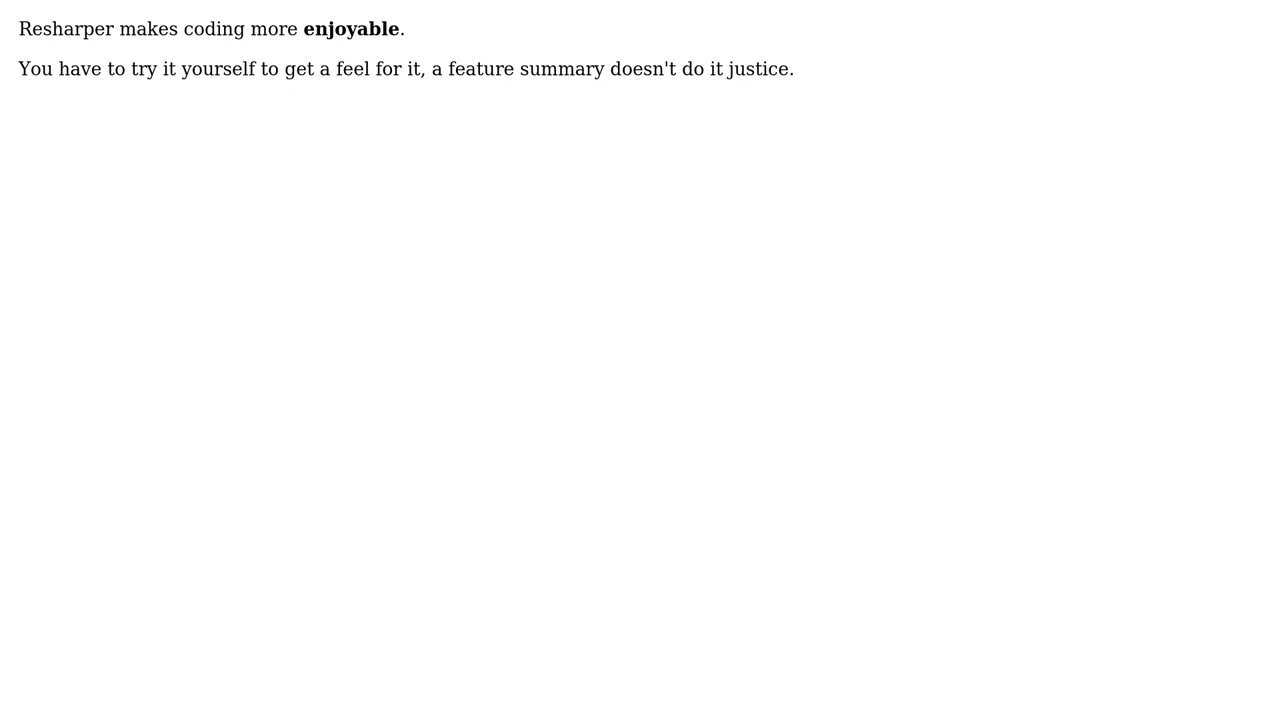 Resharper makes coding more enjoyable.
You have to try it yourself to get a feel for it, a feature summary doesn't do it justice.